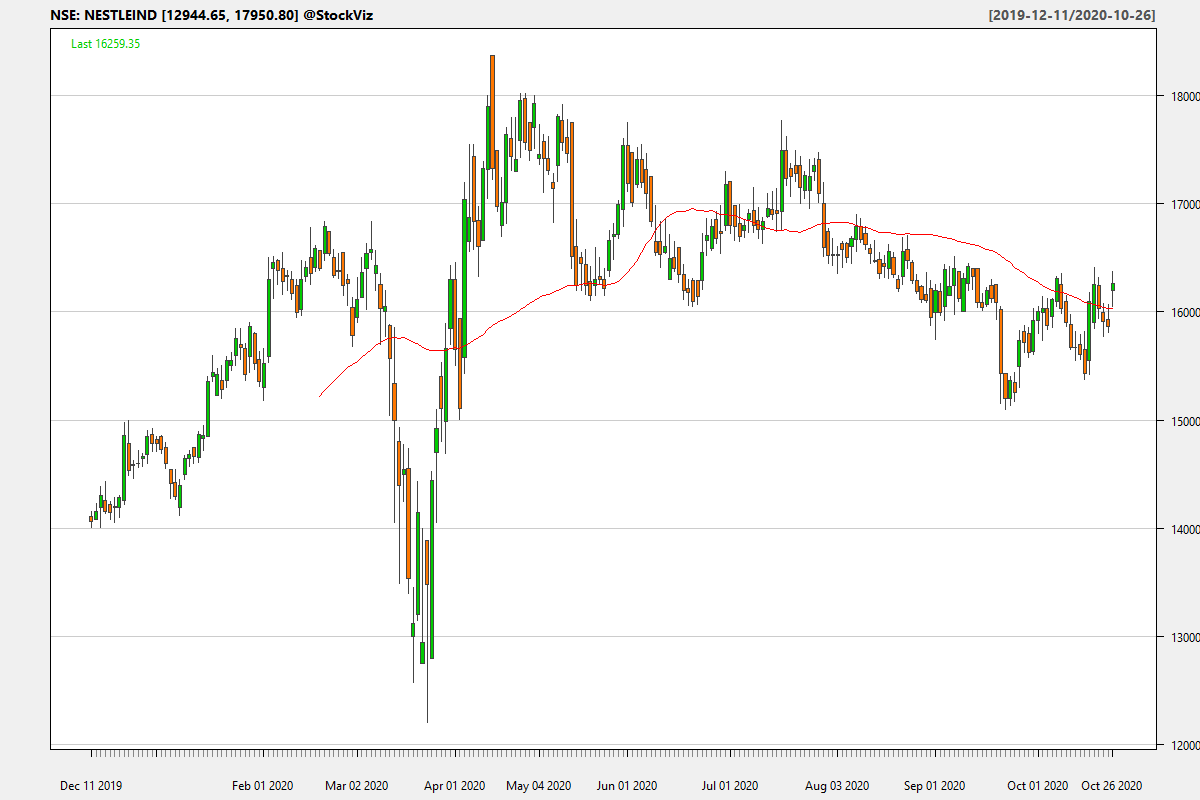 NSE: NESTLEIND [12944.65, 17950.80] @StockViz
[2019-12-11/2020-10-26]
Last 16259.35
18000
17000
16000
15000
14000
13000
12000
Dec 11 2019 Feb 01 2020 Mar 02 2020 Apr 01 2020 May 04 2020 Jun 01 2020 Jul 01 2020 Aug 03 2020 Sep 01 2020 Oct 01 2020 Oct 26 2020